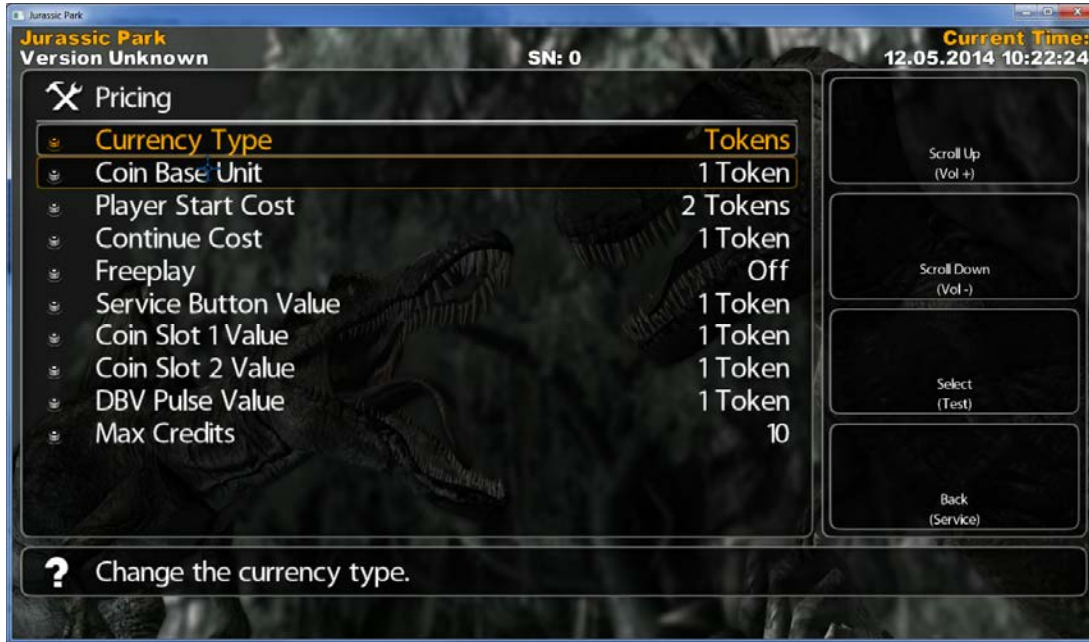 Jurassic Park
Jurassic Park
Current Time:
Version Unknown SN: 0 12.05.2014 10:22:24
Pricing
Currency Type Tokens
Coin Base Unit 1 Token
Player Start Cost 2 Tokens
Continue Cost 1 Token
Freeplay Off
Service Button Value 1 Token
Coin Slot 1 Value 1 Token
Coin Slot 2 Value 1 Token
DBV Pulse Value 1 Token
Max Credits 10
Scroll Up
(Vol +)
Scroll Down
(Vol -)
Select
(Test)
Back
(Service)
? Change the currency type.